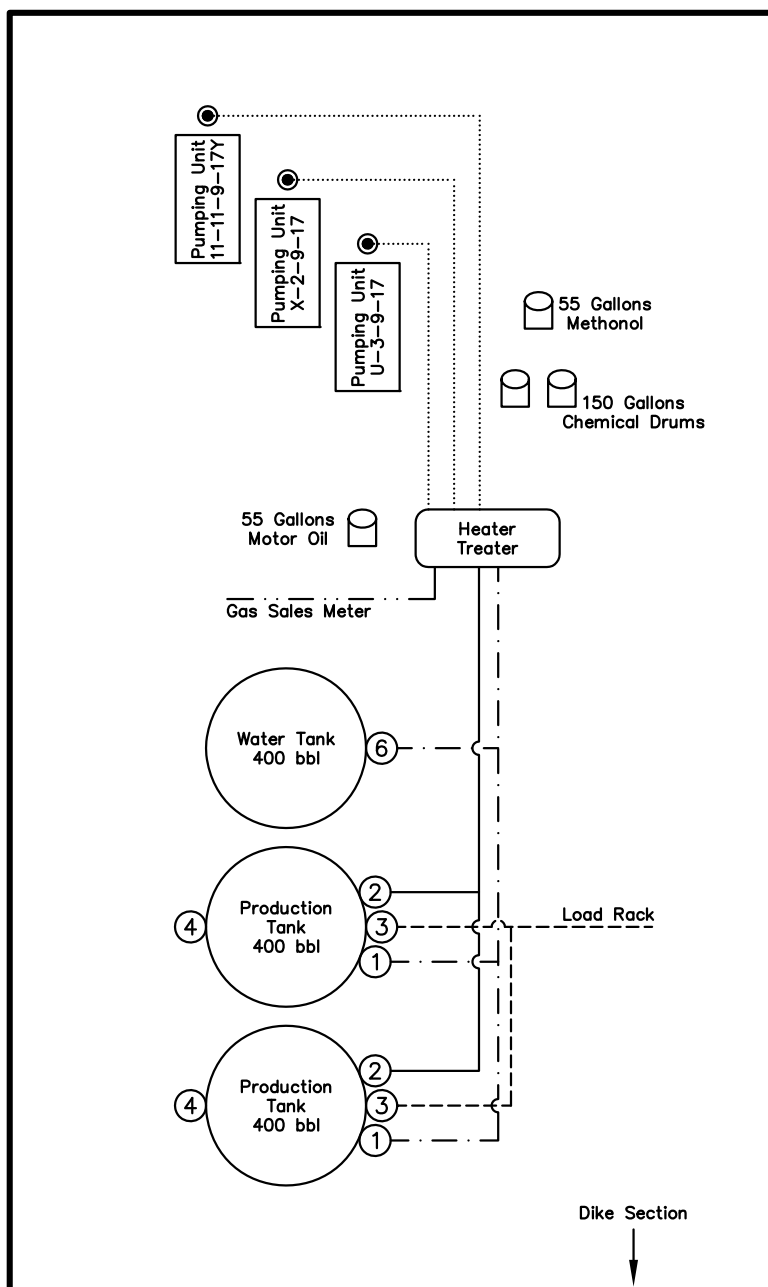 Pumping Unit
11-11-9-17Y
Pumping Unit
X-2-9-17
Pumping Unit
U-3-9-17
55 Gallons
Methonol
150 Gallons
Chemical Drums
55 Gallons
Motor Oil
Heater
Treater
Gas Sales Meter
Water Tank
400 bbl
6
2
Production
Tank
400 bbl
4
3
Load Rack
1
2
Production
Tank
400 bbl
4
3
1
Dike Section